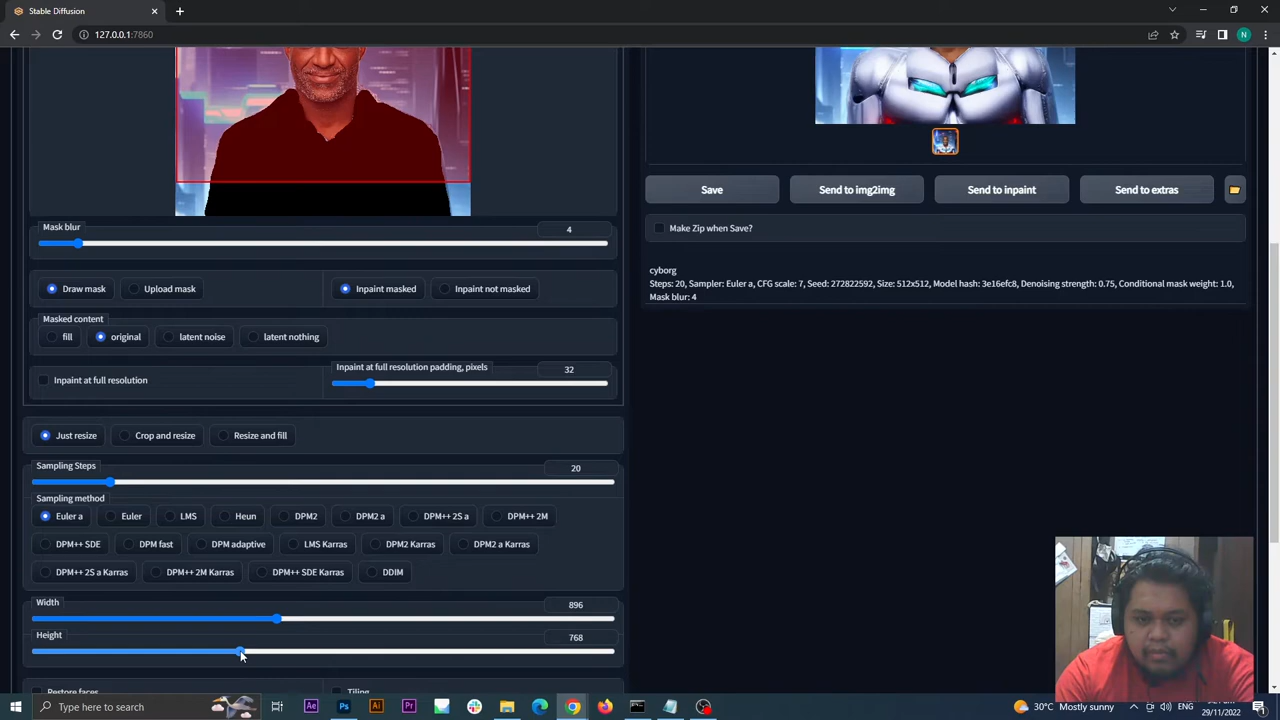 Stable Diffusion
127.0.0.1:7860
N
Mask blur
4
Draw mask
Upload mask
Inpaint masked
Inpaint not masked
Masked content
fill
original
latent noise
latent nothing
Inpaint at full resolution
Inpaint at full resolution padding, pixels
32
Just resize
Crop and resize
Resize and fill
Sampling Steps
20
Sampling method
Euler a
Euler
LMS
Heun
DPM2
DPM2 a
DPM++ 2S a
DPM++ 2M
DPM++ SDE
DPM fast
DPM adaptive
LMS Karras
DPM2 Karras
DPM2 a Karras
DPM++ 2S a Karras
DPM++ 2M Karras
DPM++ SDE Karras
DDIM
Width
896
Height
768
Restore faces
Tiling
Save
Send to img2img
Send to inpaint
Send to extras
Make Zip when Save?
cyborg
Steps: 20, Sampler: Euler a, CFG scale: 7, Seed: 272822592, Size: 512x512, Model hash: 3e16efc8, Denoising strength: 0.75, Conditional mask weight: 1.0,
Mask blur: 4
Type here to search
Ae
Ps
Ai
Pr
30°C Mostly sunny
ENG
29/11/2022